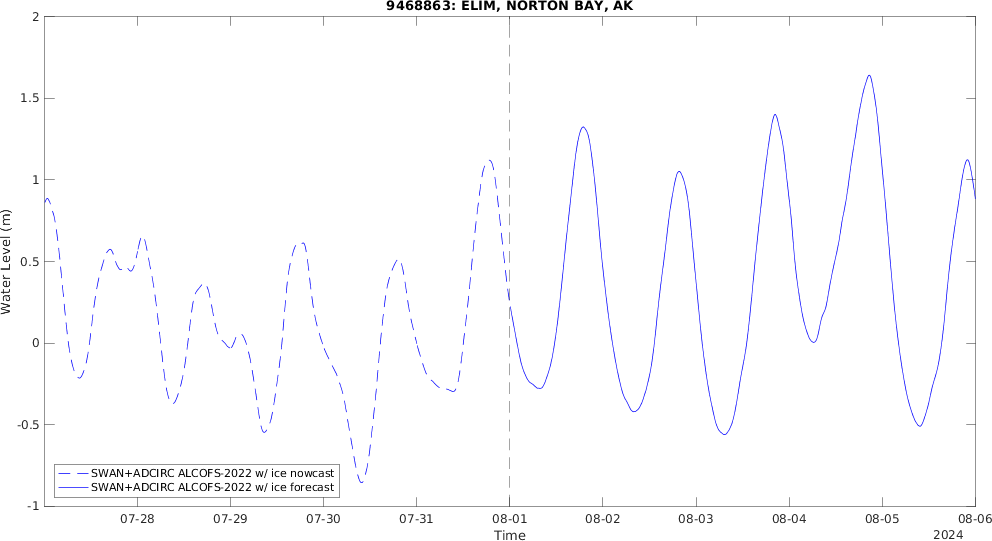 9468863: ELIM, NORTON BAY, AK
2
1.5
1
0.5
0
-0.5
-1
Water Level (m)
SWAN+ADCIRC ALCOFS-2022 w/ ice nowcast
SWAN+ADCIRC ALCOFS-2022 w/ ice forecast
07-28 07-29 07-30 07-31 08-01 08-02 08-03 08-04 08-05 08-06
Time
2024